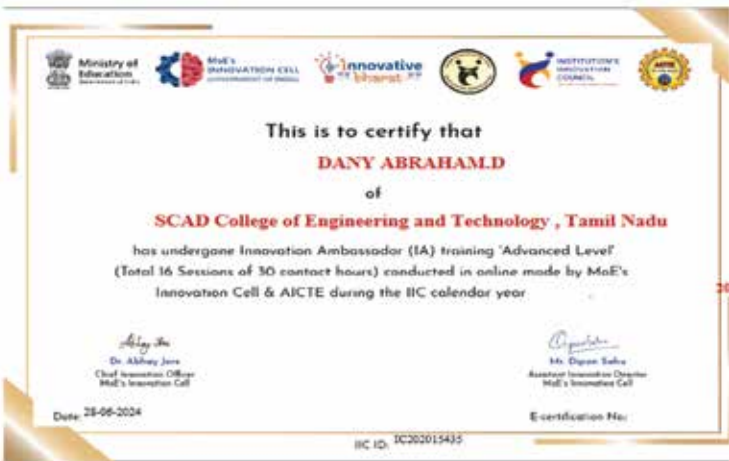 Ministry of
Education
MoE's
INNOVATION CELL
GOVERNMENT OF INDIA
innovative
bharat
INSTITUTION'S
INNOVATION
COUNCIL
This is to certify that
DANY ABRAHAM.D
of
SCAD College of Engineering and Technology , Tamil Nadu
has undergone Innovation Ambassador (IA) training 'Advanced Level'
(Total 16 Sessions of 30 contact hours) conducted in online mode by MoE's
Innovation Cell & AICTE during the IIC calendar year
20
Dr. Abhay Jere
Chief Innovation Officer
MoE's Innovation Cell
Mr. Dipan Sahu
Assistant Innovation Director
MoE's Innovation Cell
Date: 28-06-2024
E-certification No:
IIC ID: IC202015435